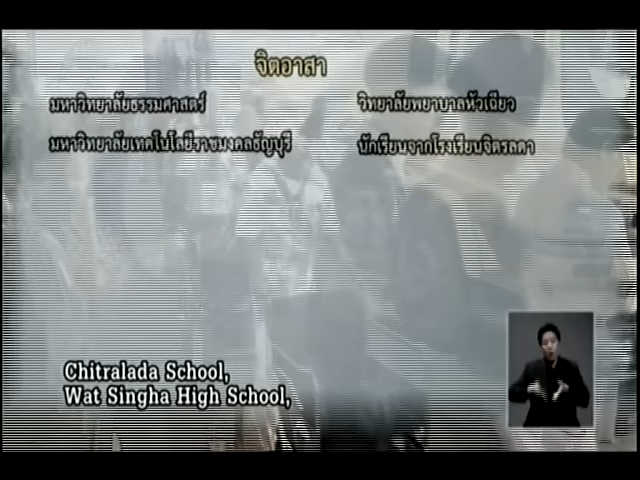 จิตอาสา
มหาวิทยาลัยธรรมศาสตร์
วิทยาลัยพยาบาลหัวเฉียว
มหาวิทยาลัยเทคโนโลยีราชมงคลธัญบุรี
นักเรียนจากโรงเรียนจิตรลดา
Chitralada School,
Wat Singha High School,